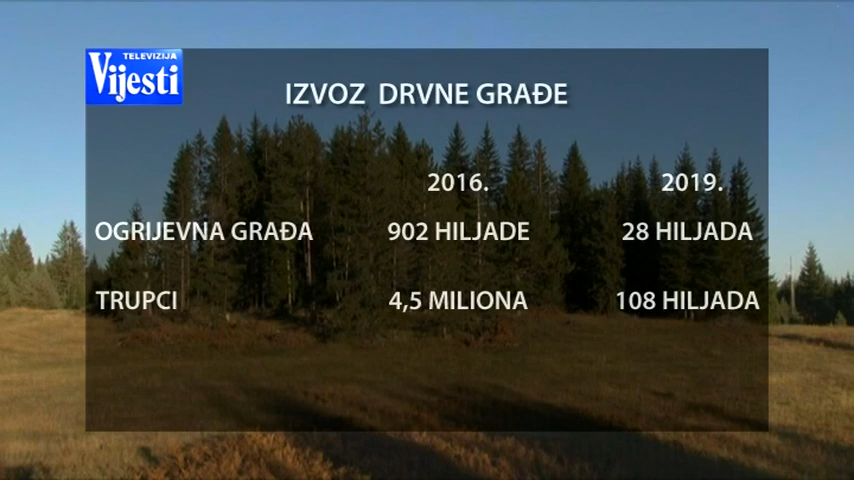 TELEVIZIJA
Vijesti
IZVOZ DRVNE GRAĐE
2016. 2019.
OGRIJEVNA GRAĐA 902 HILJADE 28 HILJADA
TRUPCI 4,5 MILIONA 108 HILJADA